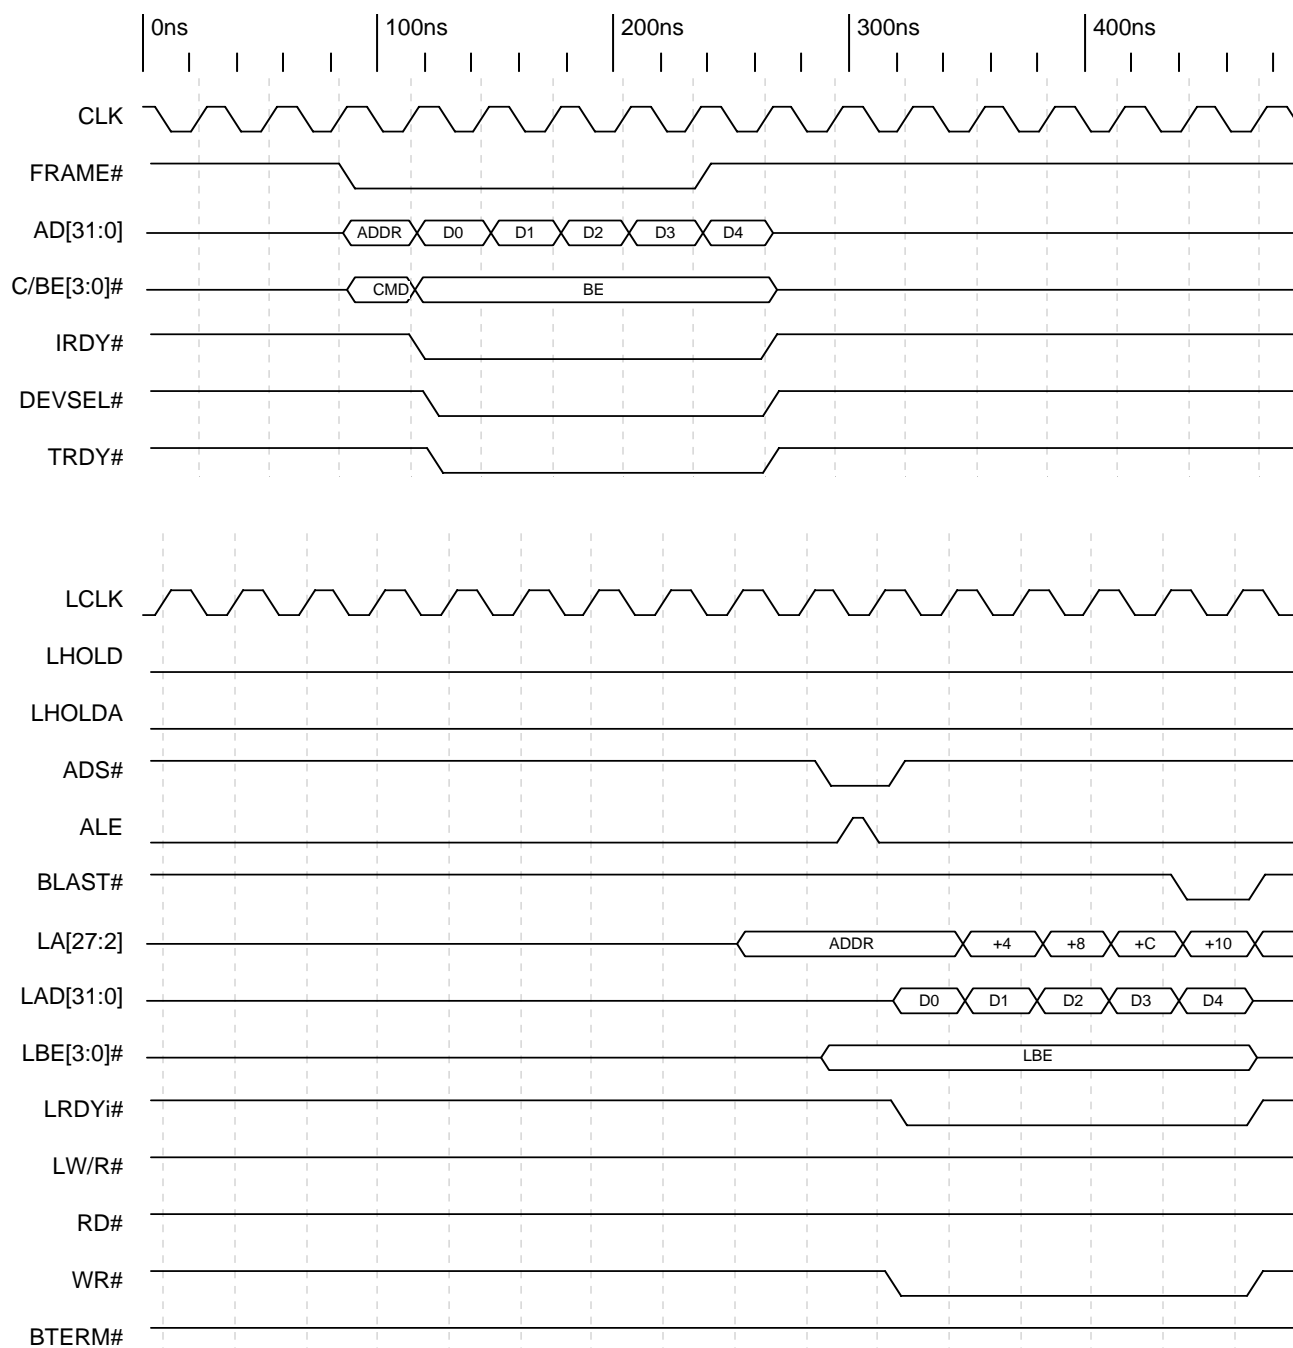 0ns 100ns 200ns 300ns 400ns
CLK
FRAME#
AD[31:0] ADDR D0 D1 D2 D3 D4
C/BE[3:0]# CMD BE
IRDY#
DEVSEL#
TRDY#
LCLK
LHOLD
LHOLDA
ADS#
ALE
BLAST#
LA[27:2] ADDR +4 +8 +C +10
LAD[31:0] D0 D1 D2 D3 D4
LBE[3:0]# LBE
LRDYi#
LW/R#
RD#
WR#
BTERM#